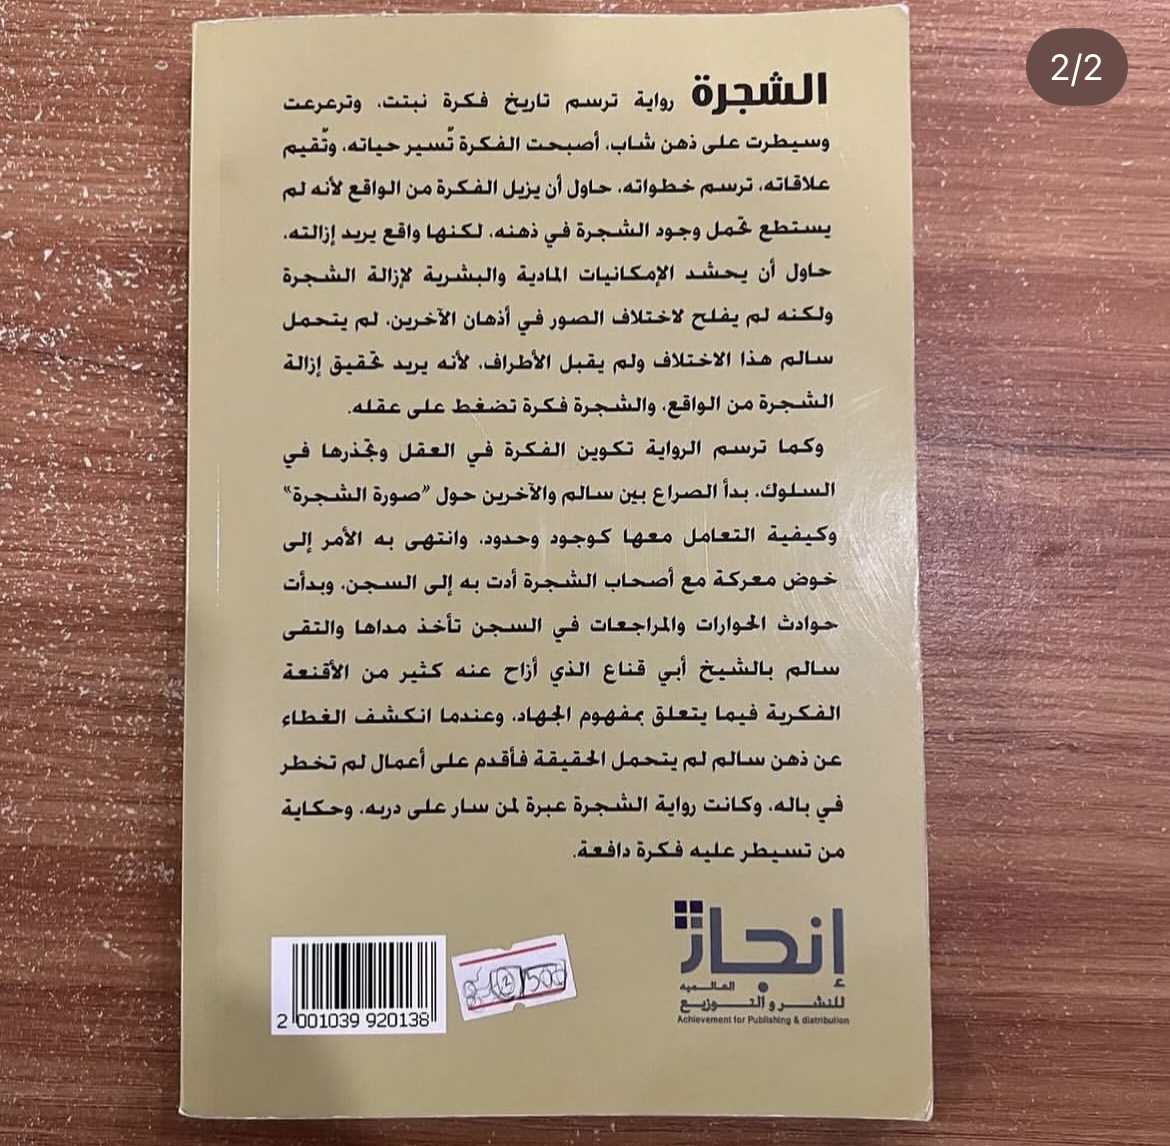 2/2
الشجرة رواية ترسم تاريخ فكرة نبتت، وترعرعت
وسيطرت على ذهن شاب، أصبحت الفكرة تُسير حياته، وتُقيم
علاقاته، ترسم خطواته، حاول أن يزيل الفكرة من الواقع لأنه لم
يستطع تحمل وجود الشجرة في ذهنه، لكنها واقع يريد إزالته،
حاول أن يحشد الإمكانيات المادية والبشرية لإزالة الشجرة
ولكنه لم يفلح لاختلاف الصور في أذهان الآخرين، لم يتحمل
سالم هذا الاختلاف ولم يقبل الأطراف، لأنه يريد تحقيق إزالة
الشجرة من الواقع، والشجرة فكرة تضغط على عقله.
وكما ترسم الرواية تكوين الفكرة في العقل وتجذرها في
السلوك، بدأ الصراع بين سالم والآخرين حول "صورة الشجرة"
وكيفية التعامل معها كوجود وحدود، وانتهى به الأمر إلى
خوض معركة مع أصحاب الشجرة أدت به إلى السجن، وبدأت
حوادث الحوارات والمراجعات في السجن تأخذ مداها والتقى
سالم بالشيخ أبي قناع الذي أزاح عنه كثير من الأقنعة
الفكرية فيما يتعلق بمفهوم الجهاد، وعندما انكشف الغطاء
عن ذهن سالم لم يتحمل الحقيقة فأقدم على أعمال لم تخطر
في باله، وكانت رواية الشجرة عبرة لمن سار على دربه، وحكاية
من تسيطر عليه فكرة دافعة.
إنجاز
العالمية
للنشر والتوزيع
Achievement for Publishing & distribution
2 001039 920138